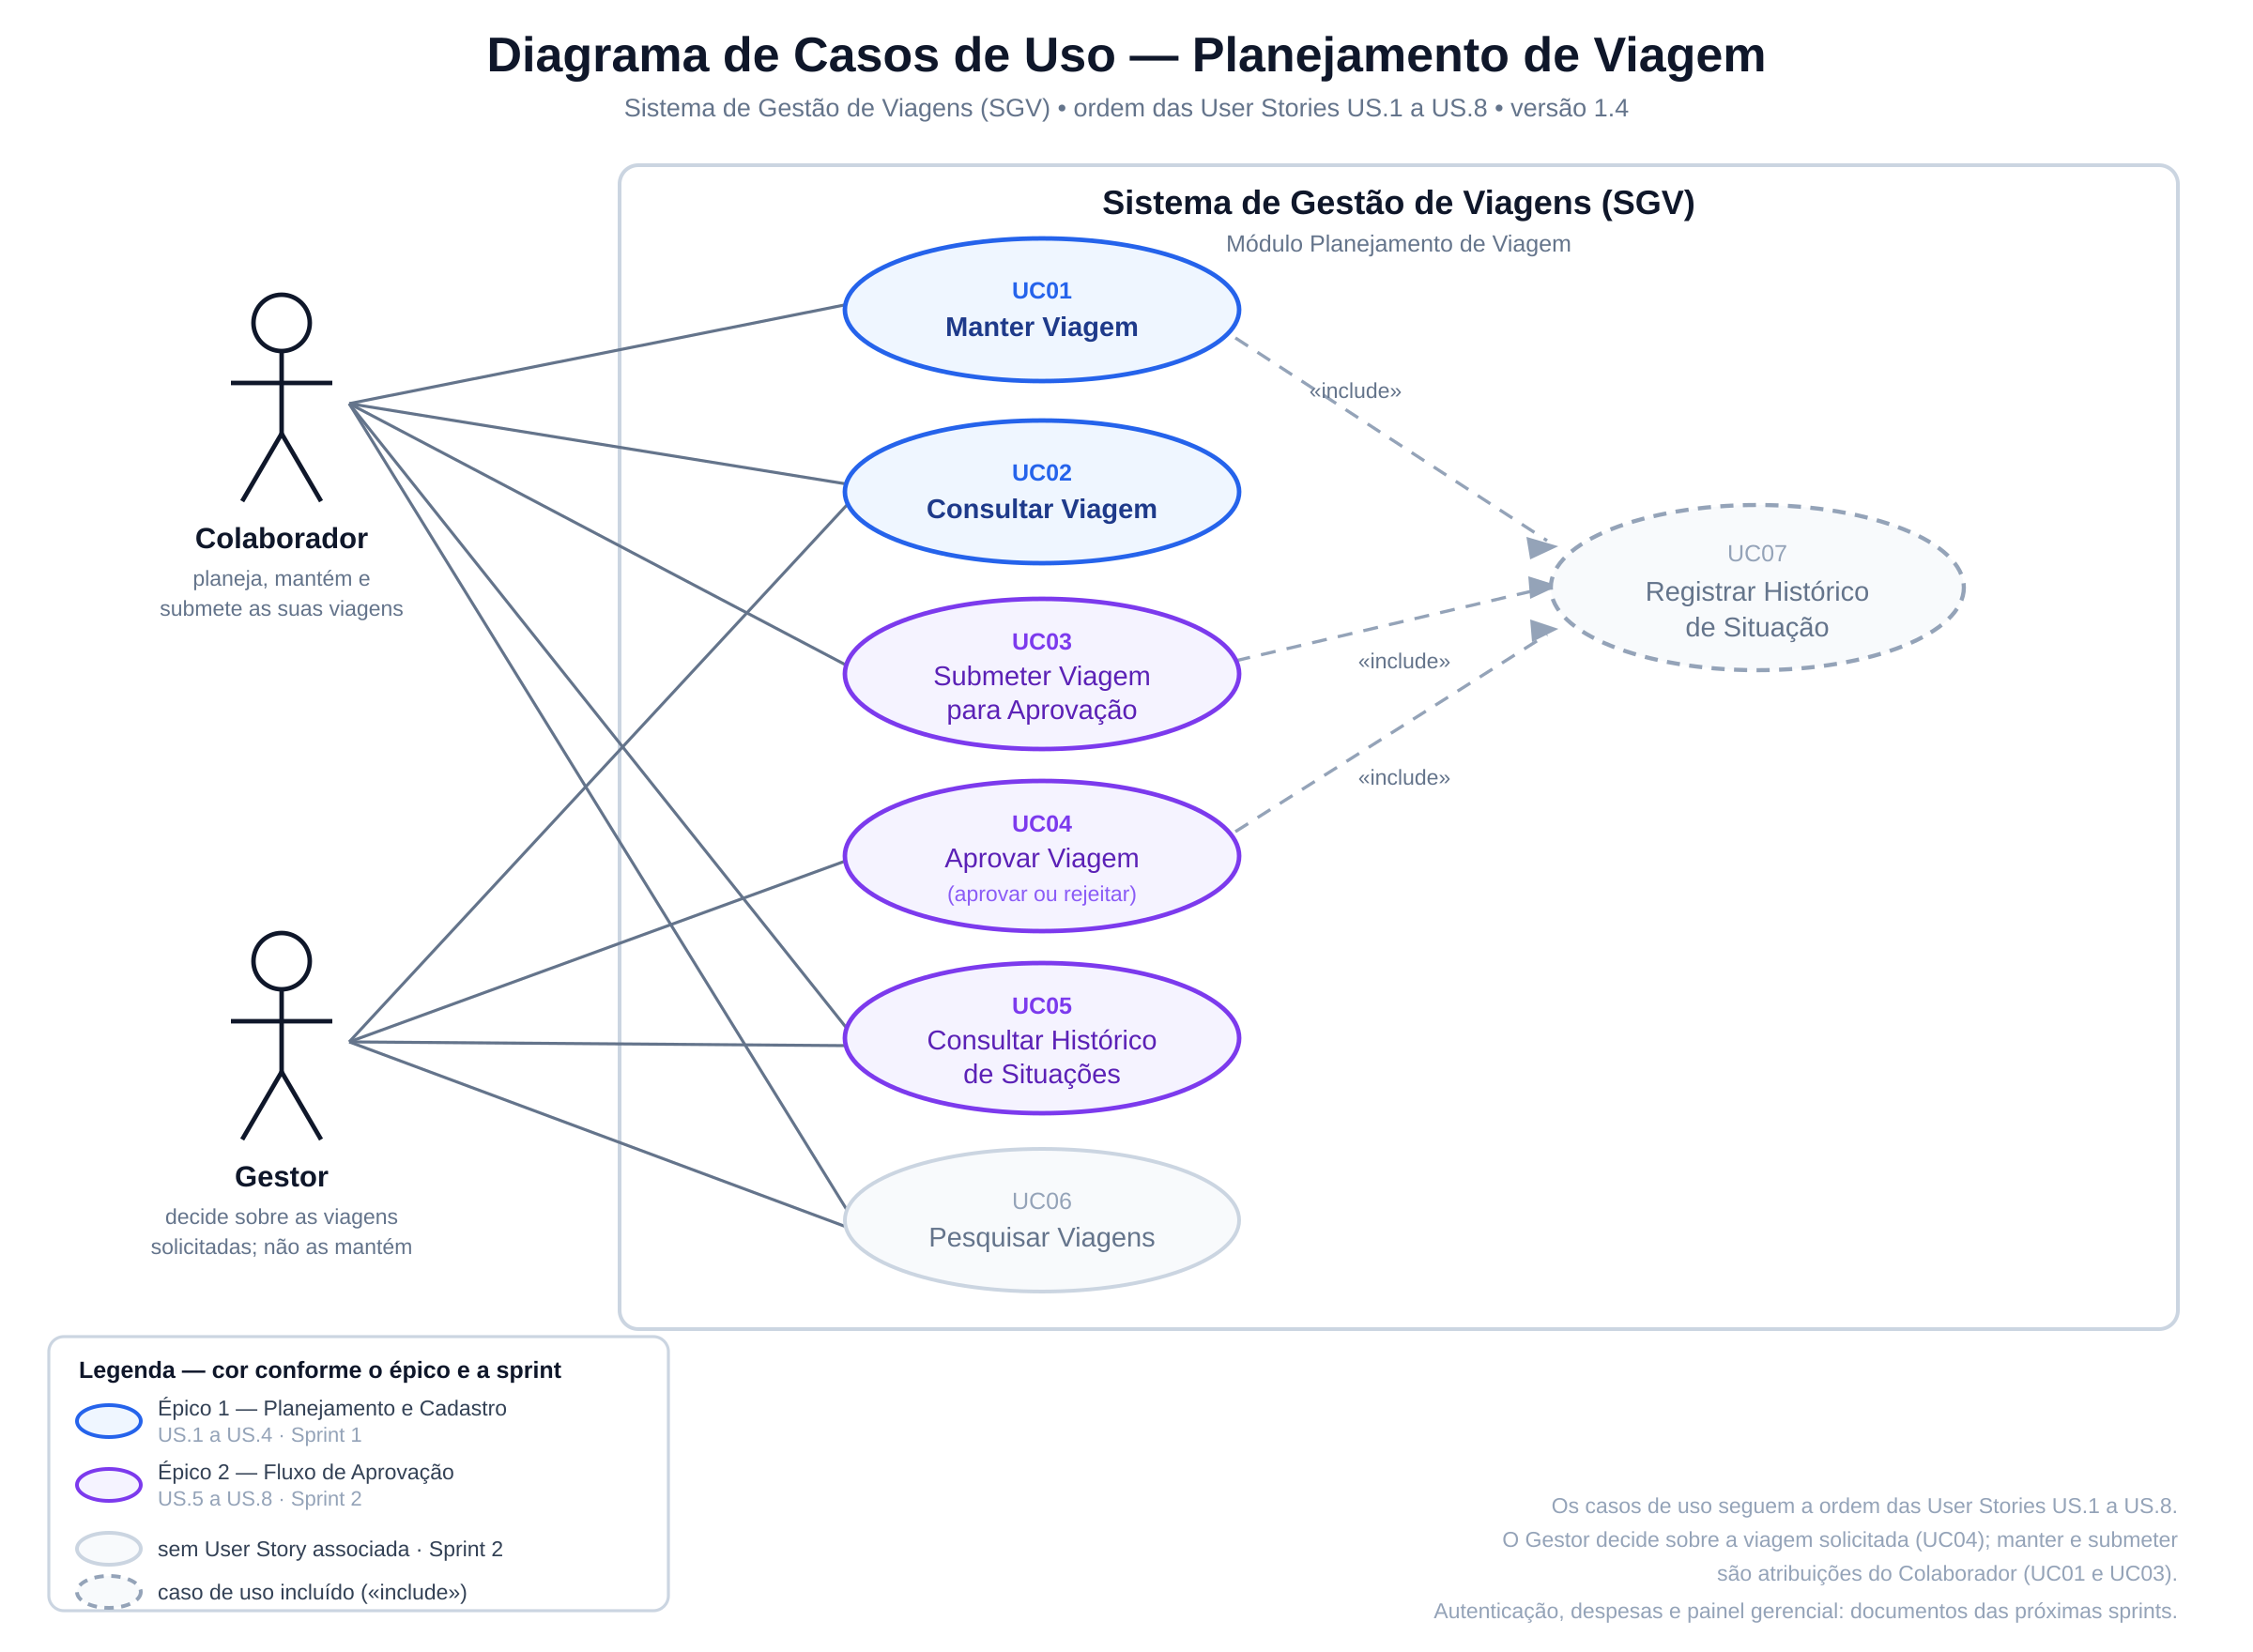 Diagrama de Casos de Uso — Planejamento de Viagem
Sistema de Gestão de Viagens (SGV) • ordem das User Stories US.1 a US.8 • versão 1.4
Sistema de Gestão de Viagens (SGV)
Módulo Planejamento de Viagem
UC01
Manter Viagem
«include»
UC02
Consultar Viagem
Colaborador
planeja, mantém e
submete as suas viagens
UC07
Registrar Histórico
de Situação
UC03
Submeter Viagem
para Aprovação
«include»
«include»
UC04
Aprovar Viagem
(aprovar ou rejeitar)
UC05
Consultar Histórico
de Situações
Gestor
decide sobre as viagens
solicitadas; não as mantém
UC06
Pesquisar Viagens
Legenda — cor conforme o épico e a sprint
Épico 1 — Planejamento e Cadastro
US.1 a US.4 · Sprint 1
Épico 2 — Fluxo de Aprovação
US.5 a US.8 · Sprint 2
sem User Story associada · Sprint 2
caso de uso incluído («include»)
Os casos de uso seguem a ordem das User Stories US.1 a US.8.
O Gestor decide sobre a viagem solicitada (UC04); manter e submeter
são atribuições do Colaborador (UC01 e UC03).
Autenticação, despesas e painel gerencial: documentos das próximas sprints.